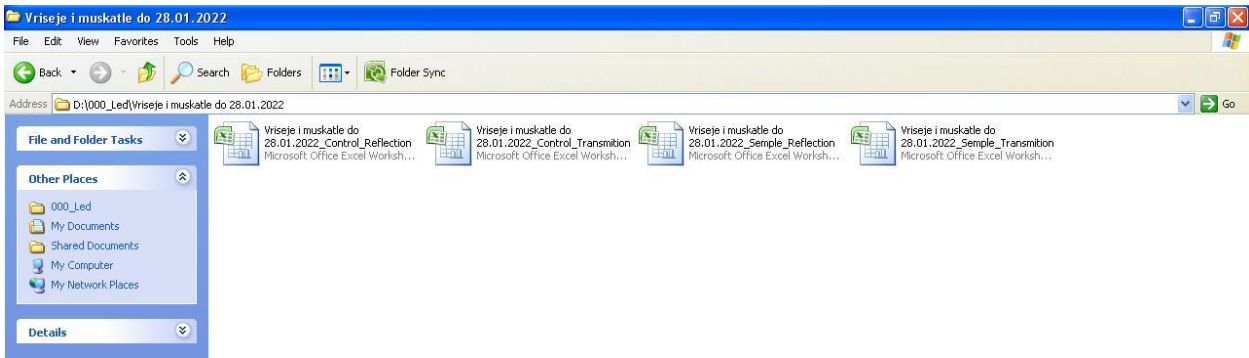 Vriseje i muskatle do 28.01.2022
File Edit View Favorites Tools Help
Back Search Folders Folder Sync
Address D:\000_Led\Vriseje i muskatle do 28.01.2022 Go
File and Folder Tasks
Other Places
000_Led
My Documents
Shared Documents
My Computer
My Network Places
Details
Vriseje i muskatle do
28.01.2022_Control_Reflection
Microsoft Office Excel Worksh...
Vriseje i muskatle do
28.01.2022_Control_Transmition
Microsoft Office Excel Worksh...
Vriseje i muskatle do
28.01.2022_Semple_Reflection
Microsoft Office Excel Worksh...
Vriseje i muskatle do
28.01.2022_Semple_Transmition
Microsoft Office Excel Worksh...